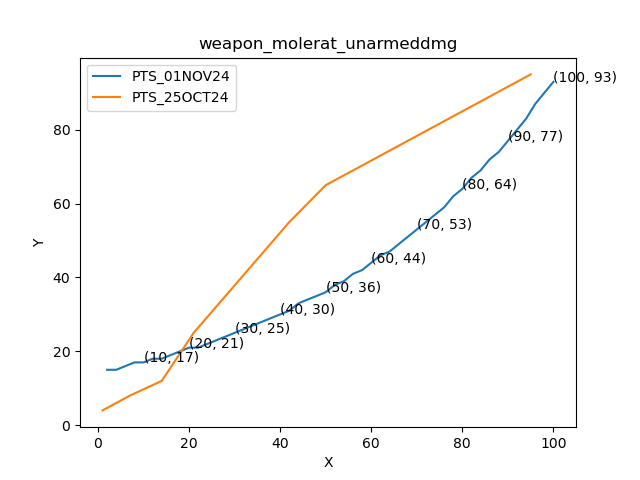 weapon_molerat_unarmeddmg
PTS_01NOV24
PTS_25OCT24
(100, 93)
(90, 77)
(80, 64)
(70, 53)
(60, 44)
(50, 36)
(40, 30)
(30, 25)
(20, 21)
(10, 17)
Y
80
60
40
20
0
0 20 40 60 80 100
X